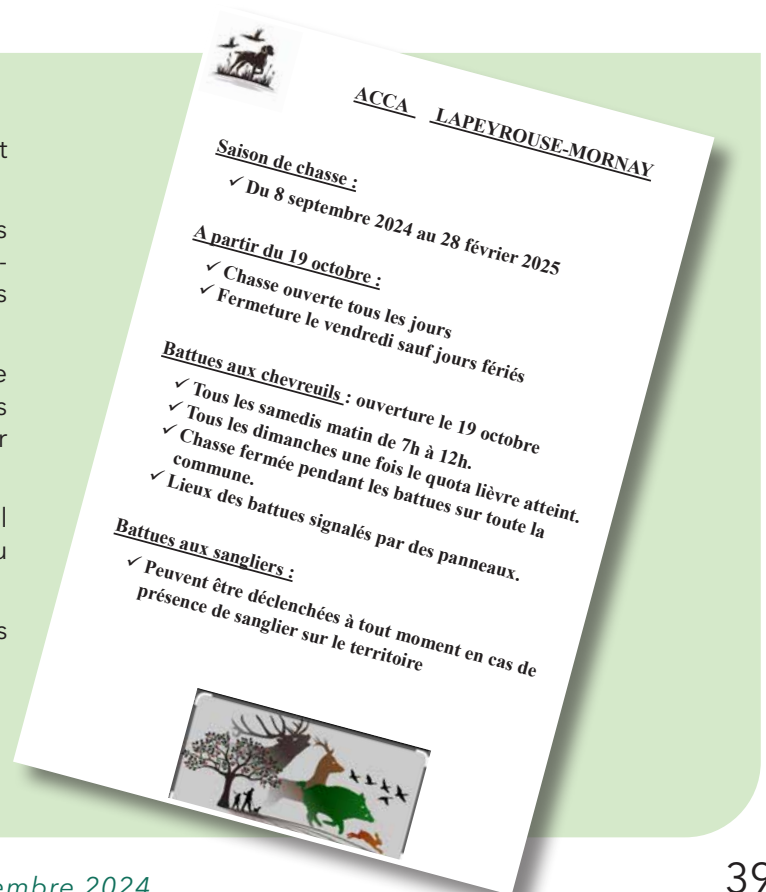 t
s
–
s
e
s
r
l
u
s
ACCA LAPEYROUSE-MORNAY
Saison de chasse :
✓ Du 8 septembre 2024 au 28 février 2025
A partir du 19 octobre :
✓ Chasse ouverte tous les jours
✓ Fermeture le vendredi sauf jours fériés
Battues aux chevreuils : ouverture le 19 octobre
✓ Tous les samedis matin de 7h à 12h.
✓ Tous les dimanches une fois le quota lièvre atteint.
✓ Chasse fermée pendant les battues sur toute la
commune.
✓ Lieux des battues signalés par des panneaux.
Battues aux sangliers :
✓ Peuvent être déclenchées à tout moment en cas de
présence de sanglier sur le territoire
embre 2024
39